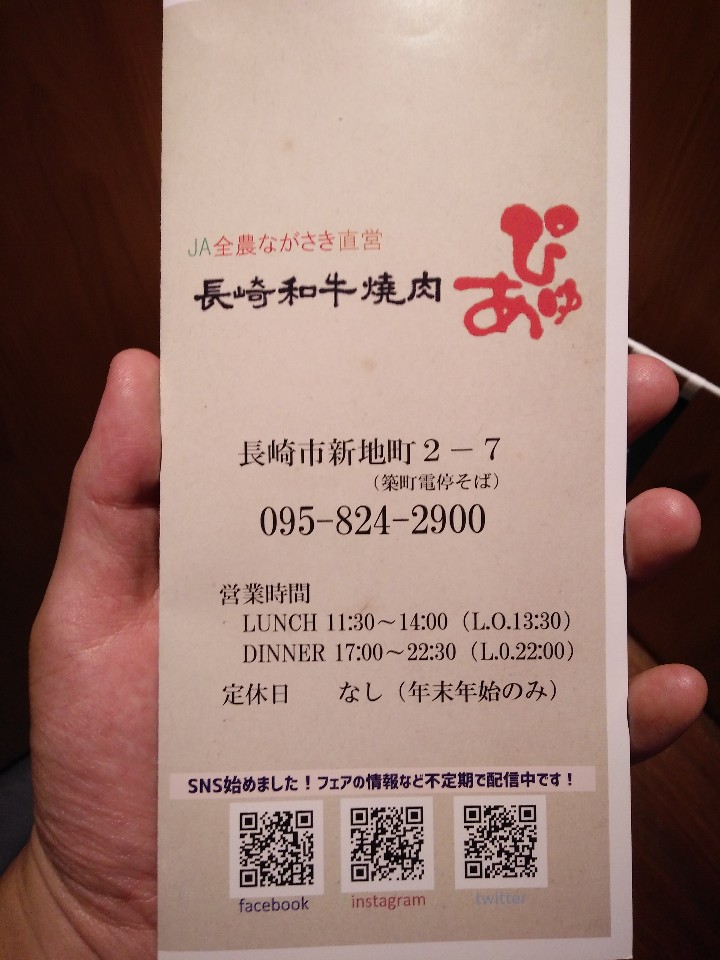 JA全農ながさき直営
長崎和牛焼肉 ぴゅあ
長崎市新地町2-7
（築町電停そば）
095-824-2900
営業時間
LUNCH 11:30～14:00（L.O.13:30）
DINNER 17:00～22:30（L.O.22:00）
定休日　なし（年末年始のみ）
SNS始めました！フェアの情報など不定期で配信中です！
facebook instagram twitter